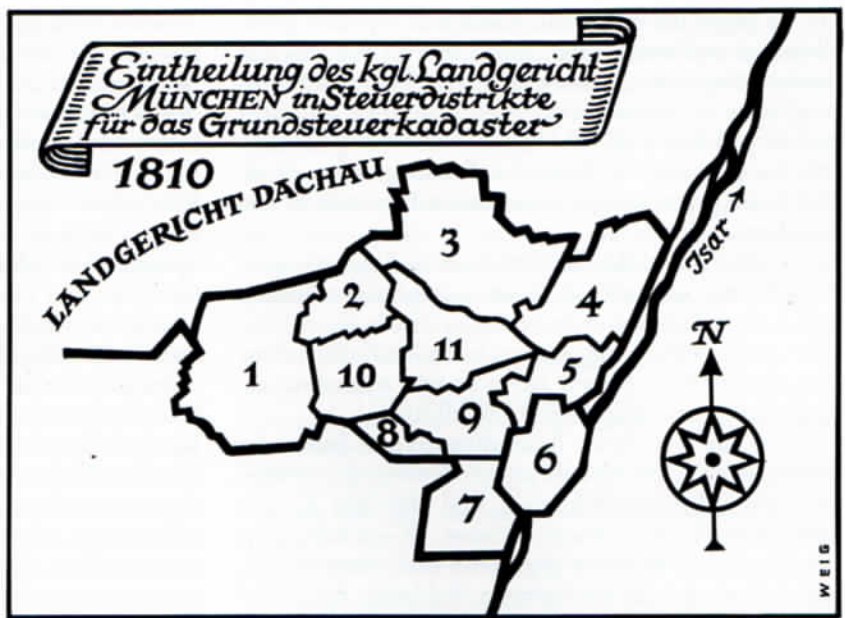 Eintheilung des kgl. Landgericht
MÜNCHEN in Steuerdistrikte
für das Grundsteuerkadaster
1810
LANDGERICHT DACHAU
3
Isar
2
4
N
11
1
10
5
9
8
6
7
WEIG